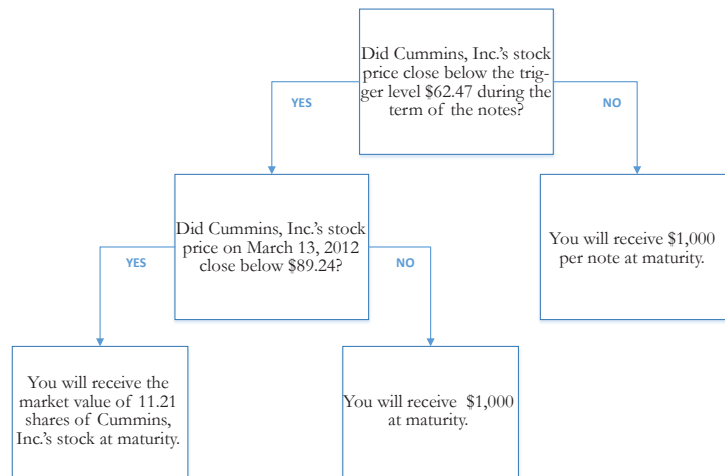 Did Cummins, Inc.'s stock
price close below the trig-
ger level $62.47 during the
term of the notes?
YES
NO
Did Cummins, Inc.'s stock
price on March 13, 2012
close below $89.24?
You will receive $1,000
per note at maturity.
YES
NO
You will receive the
market value of 11.21
shares of Cummins,
Inc.'s stock at maturity.
You will receive $1,000
at maturity.